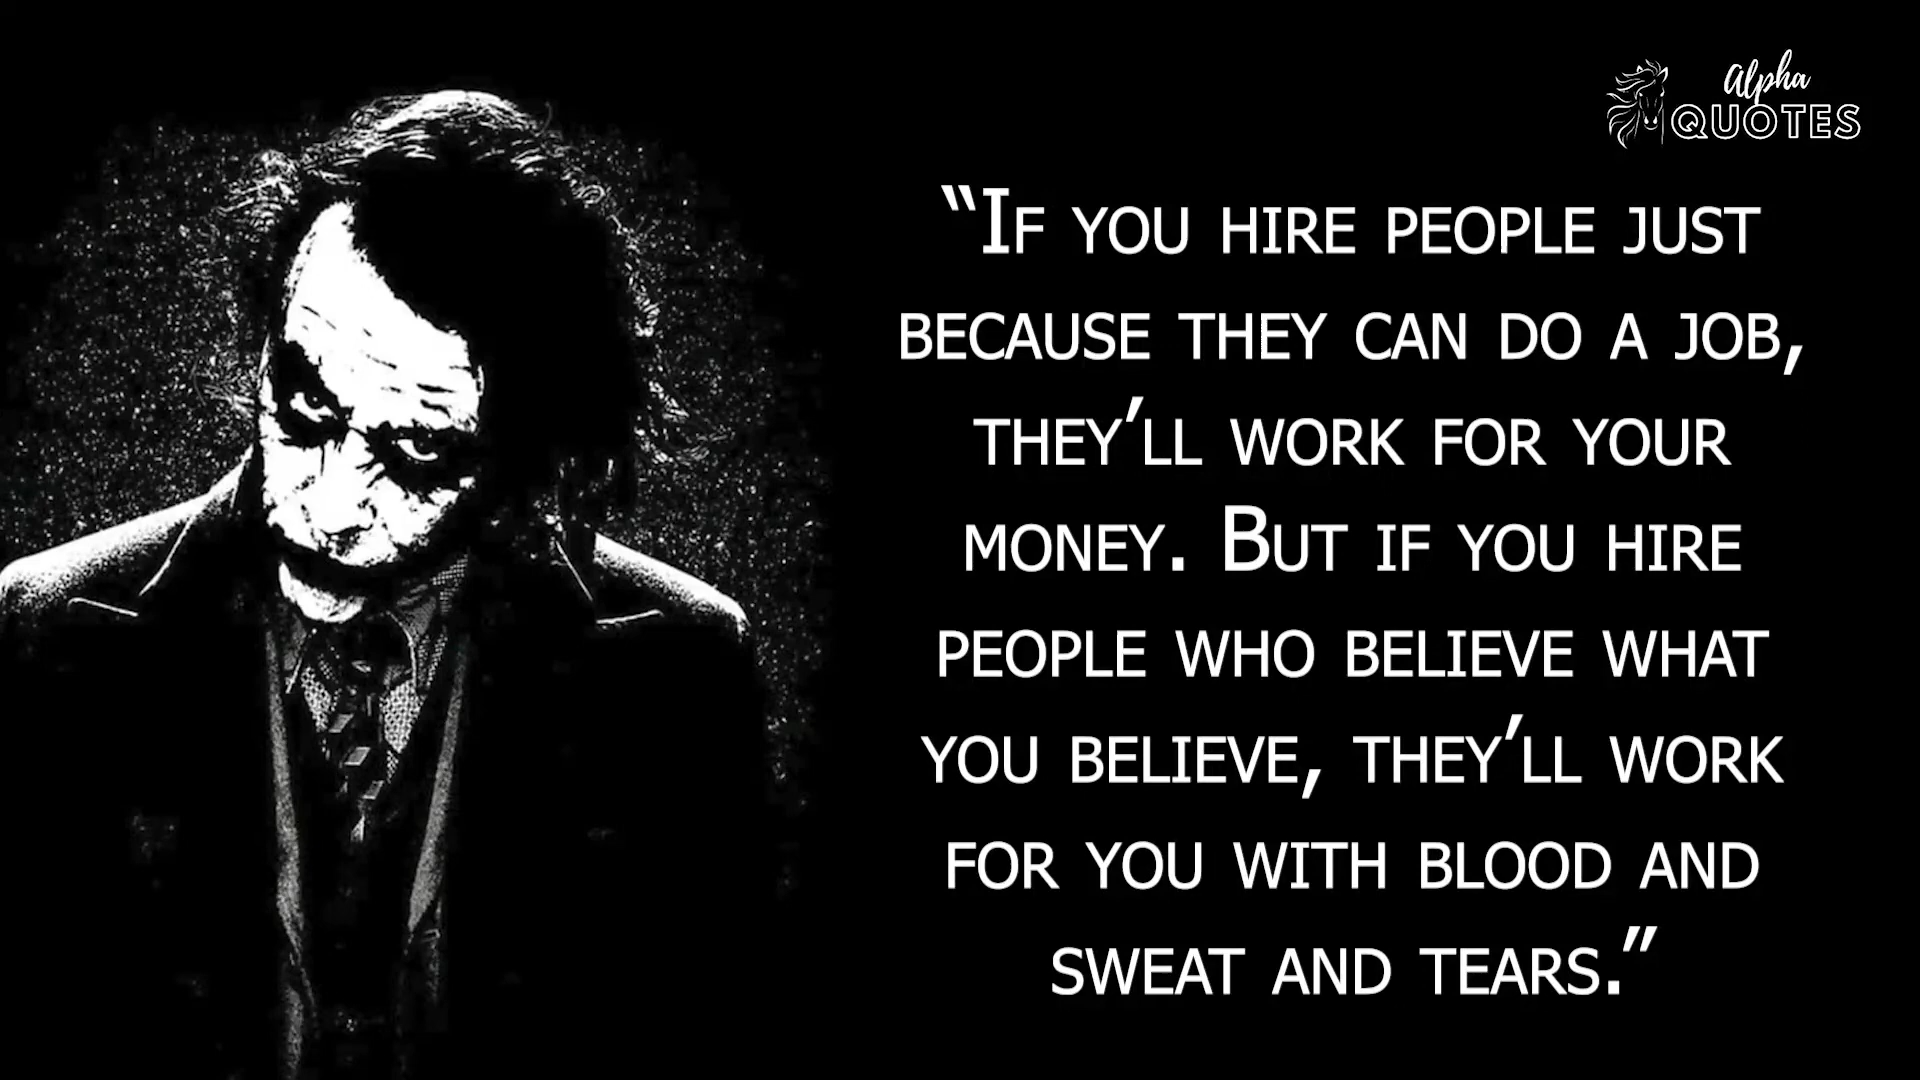 Alpha
QUOTES
“If you hire people just
because they can do a job,
they’ll work for your
money. But if you hire
people who believe what
you believe, they’ll work
for you with blood and
sweat and tears.”